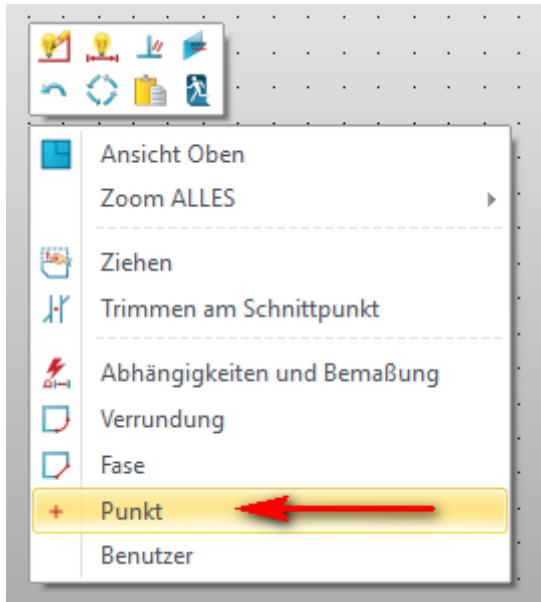 Ansicht Oben
Zoom ALLES
Ziehen
Trimmen am Schnittpunkt
Abhängigkeiten und Bemaßung
Verrundung
Fase
Punkt
Benutzer